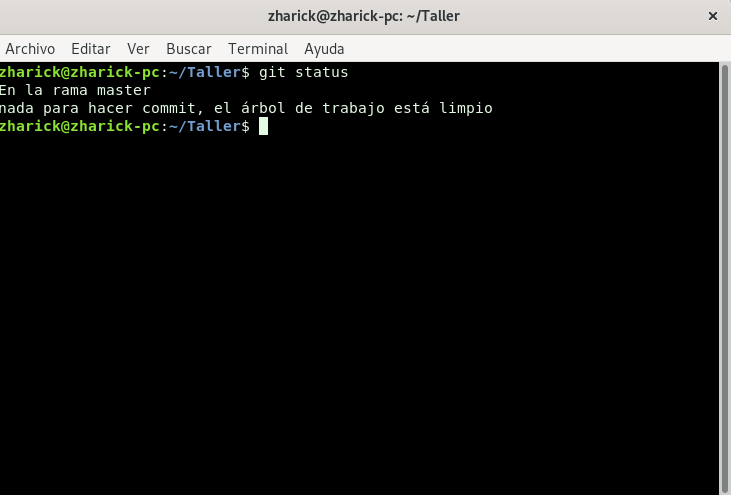 zharick@zharick-pc: ~/Taller ×
Archivo Editar Ver Buscar Terminal Ayuda
zharick@zharick-pc:~/Taller$ git status
En la rama master
nada para hacer commit, el árbol de trabajo está limpio
zharick@zharick-pc:~/Taller$